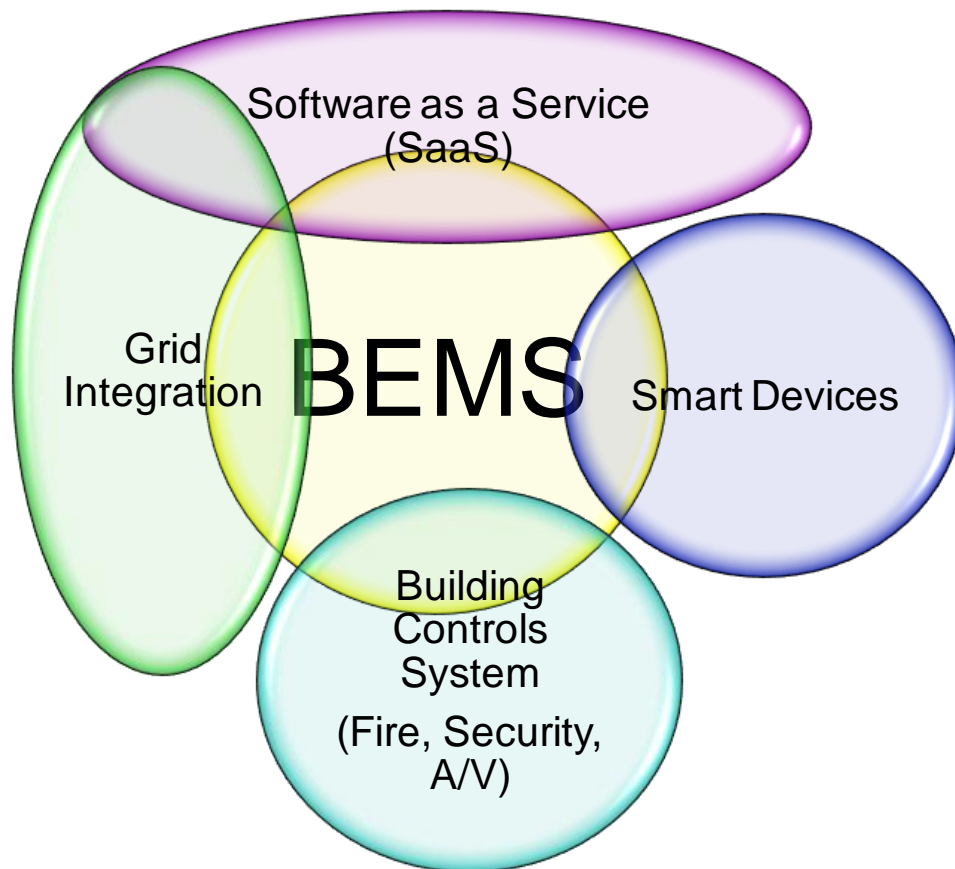 Software as a Service
(SaaS)
Grid
Integration
BEMS
Smart Devices
Building
Controls
System
(Fire, Security,
A/V)